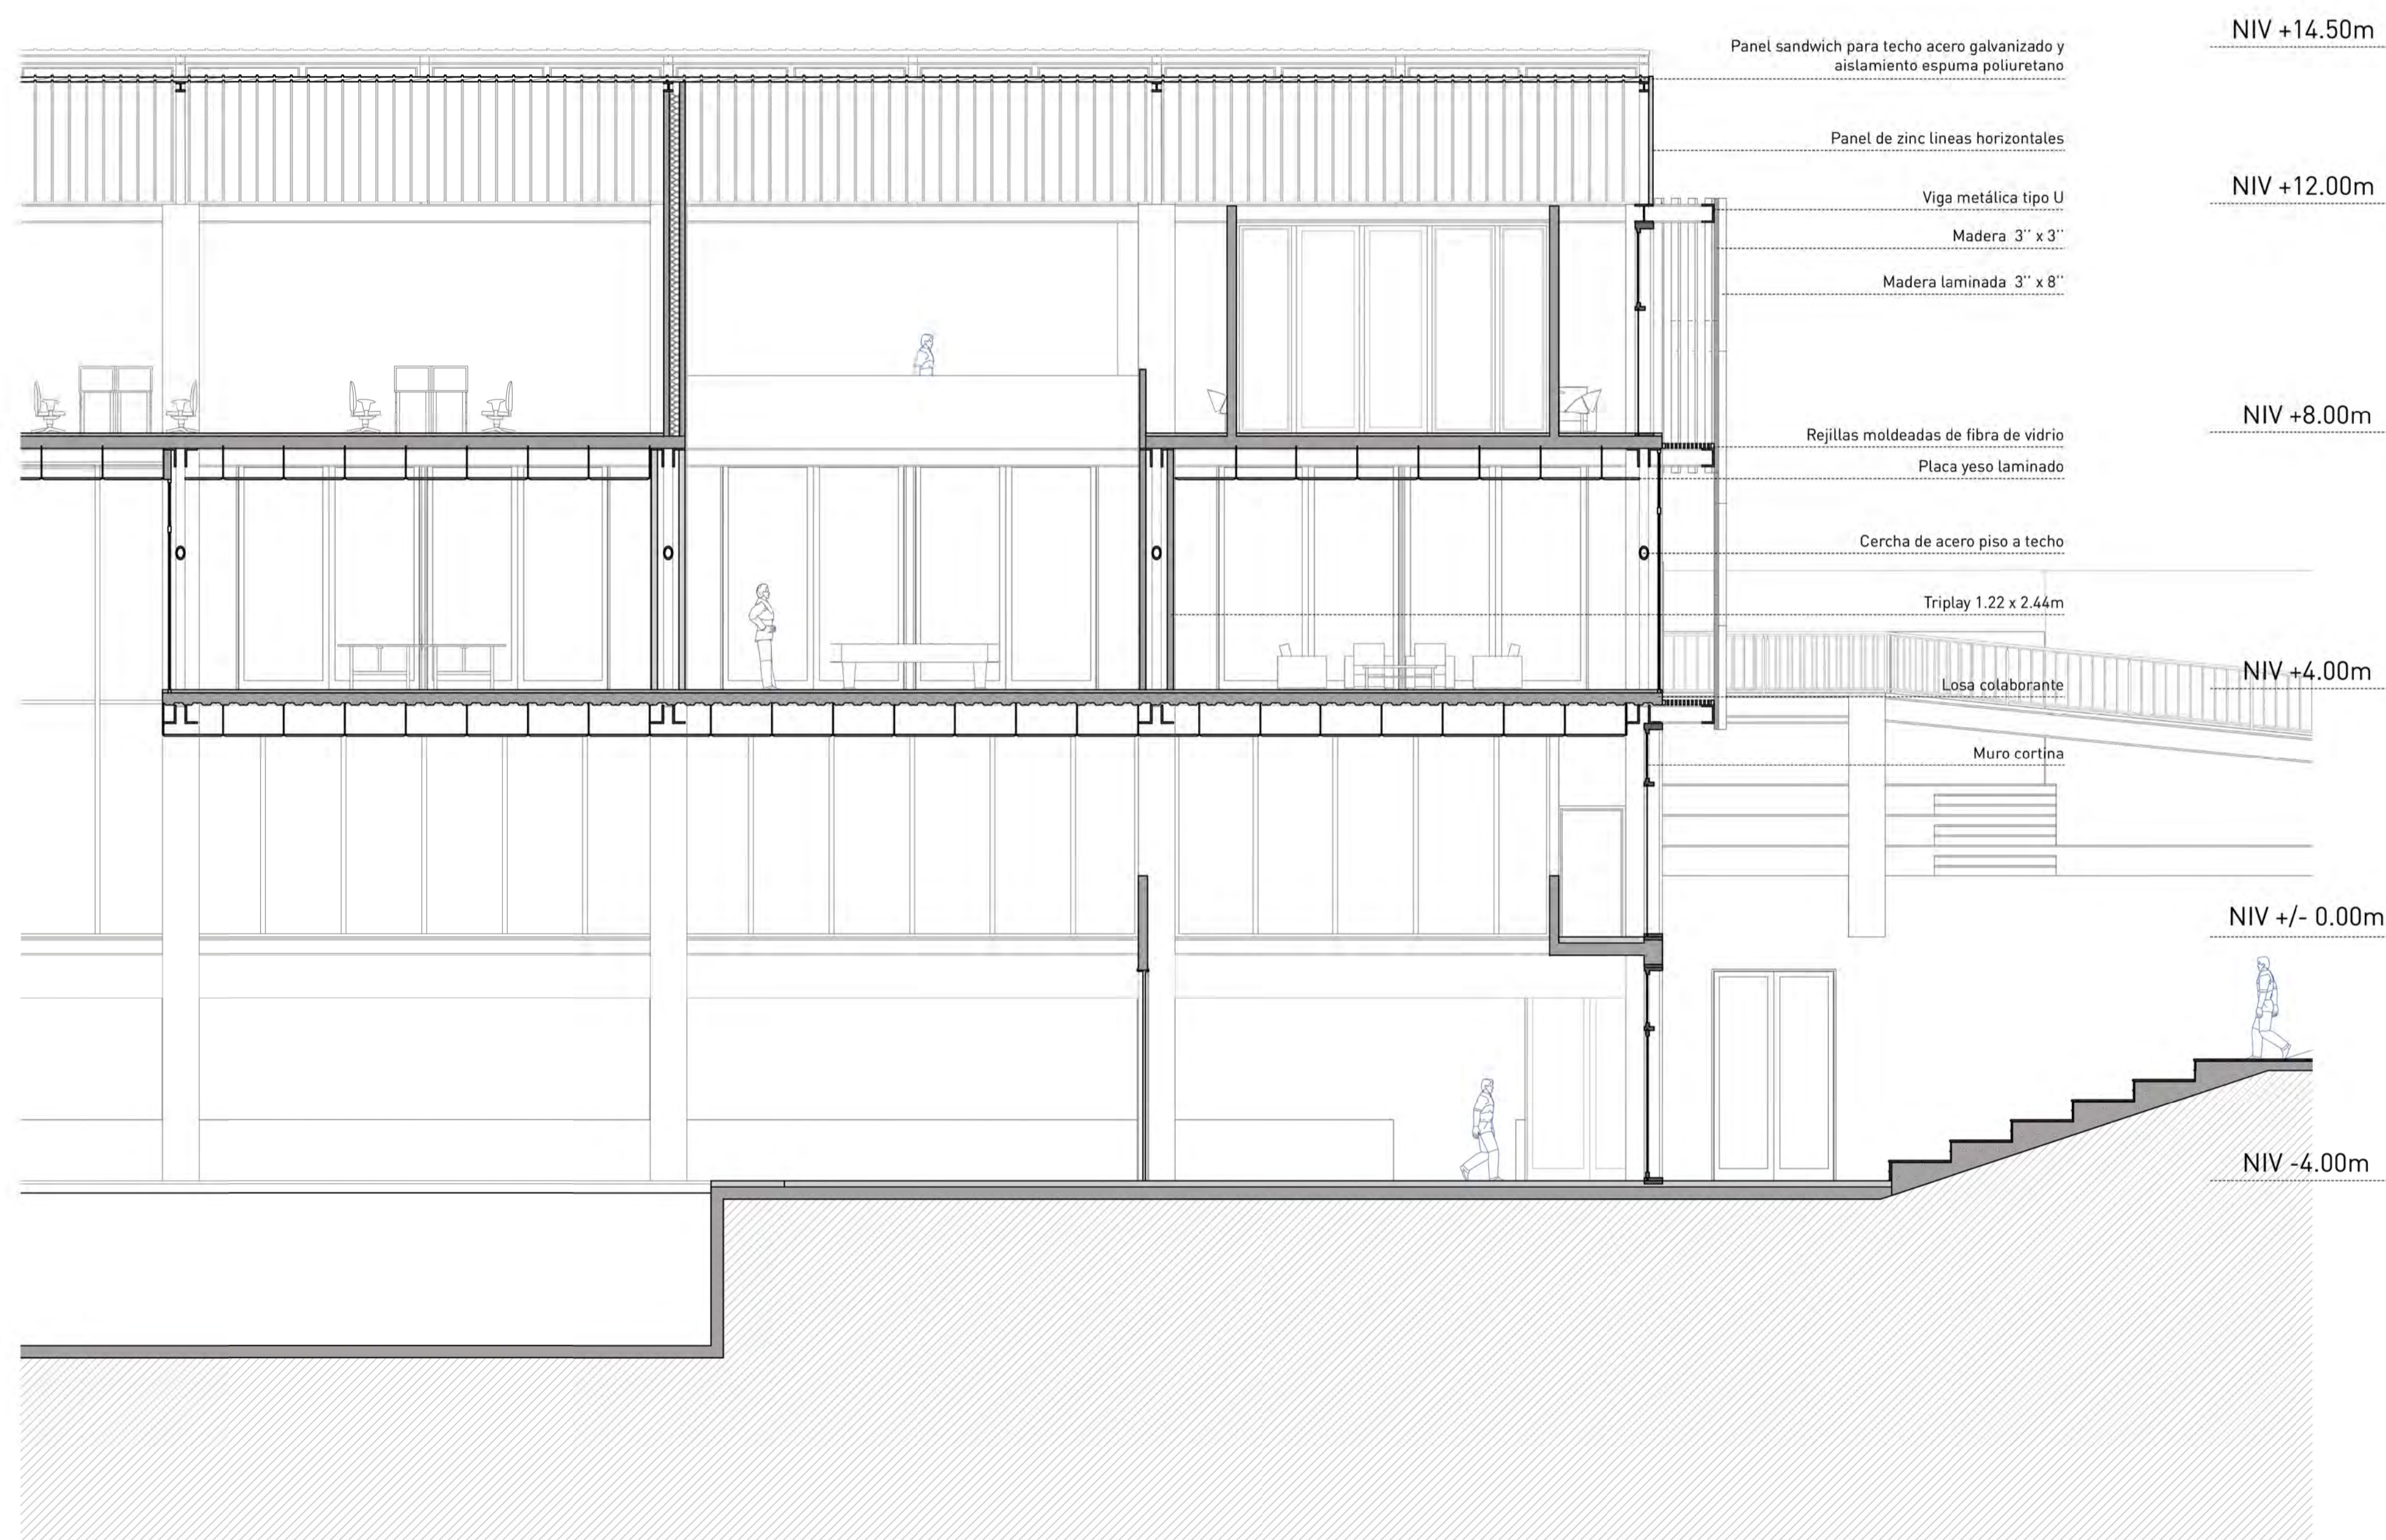 NIV +14.50m
Panel sandwich para techo acero galvanizado y
aislamiento espuma poliuretano
Panel de zinc lineas horizontales
NIV +12.00m
Viga metálica tipo U
Madera 3'' x 3''
Madera laminada 3'' x 8''
NIV +8.00m
Rejillas moldeadas de fibra de vidrio
Placa yeso laminado
Cercha de acero piso a techo
Triplay 1.22 x 2.44m
NIV +4.00m
Losa colaborante
Muro cortina
NIV +/- 0.00m
NIV -4.00m